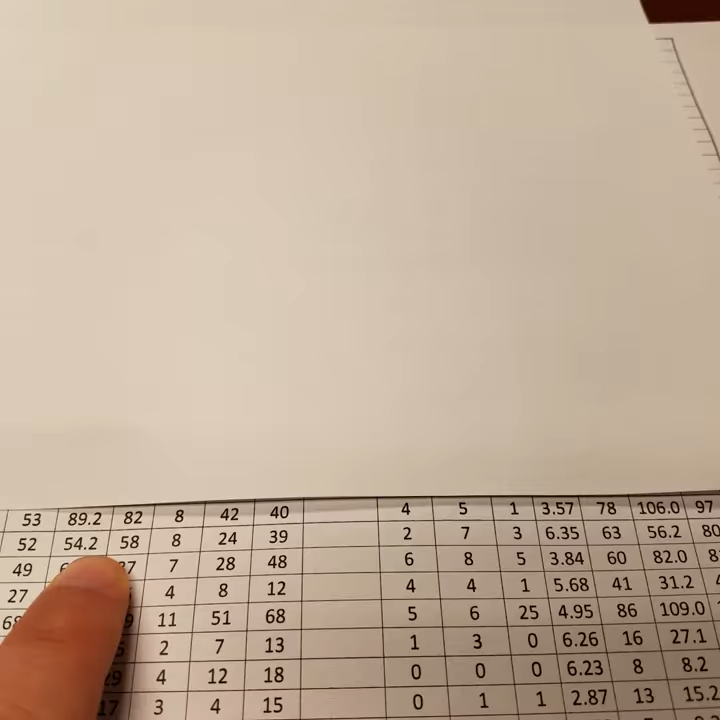 53 89.2 82 8 42 40 4 5 1 3.57 78 106.0 97
52 54.2 58 8 24 39 2 7 3 6.35 63 56.2 80
49 7 28 48 6 8 5 3.84 60 82.0
27 4 8 12 4 4 1 5.68 41 31.2
11 51 68 5 6 25 4.95 86 109.0
2 7 13 1 3 0 6.26 16 27.1
4 12 18 0 0 0 6.23 8 8.2
3 4 15 0 1 1 2.87 13 15.2